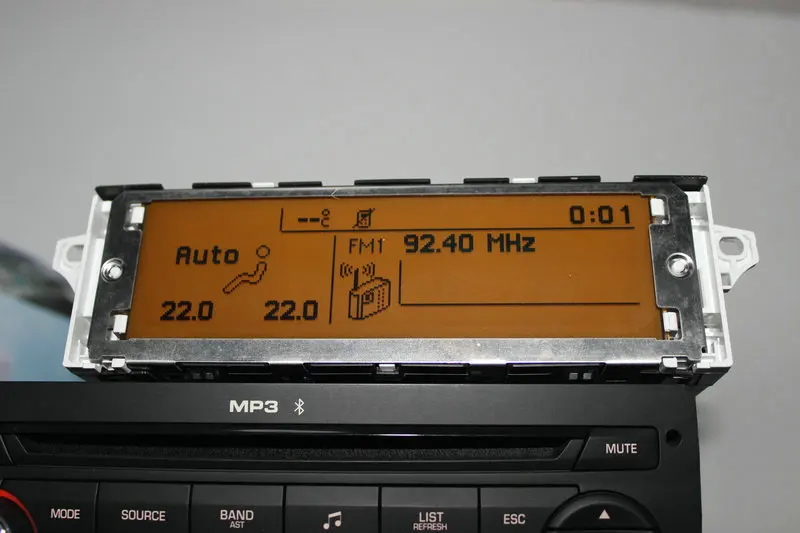 --°C 0:01
Auto FM1 92.40 MHz
22.0 22.0
MP3
MUTE
MODE SOURCE BAND LIST ESC
AST REFRESH